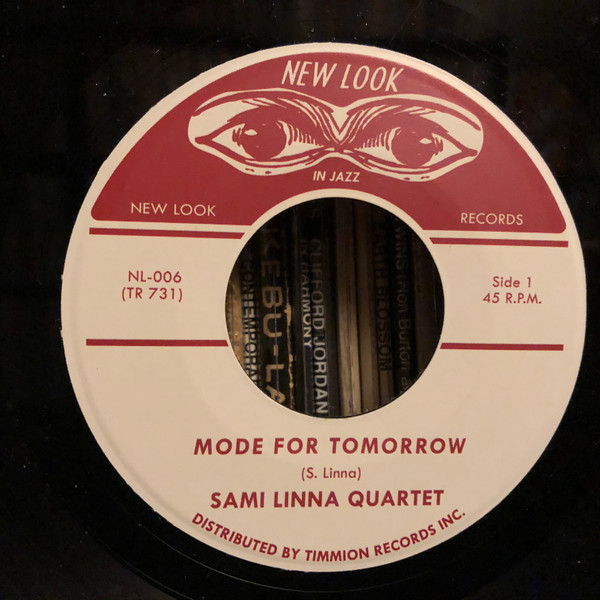 NEW LOOK
IN JAZZ
NEW LOOK
RECORDS
NL-006
(TR 731)
Side 1
45 R.P.M.
CLIFFORD JORDAN
HARMONY
MODE FOR TOMORROW
(S. Linna)
SAMI LINNA QUARTET
DISTRIBUTED BY TIMMION RECORDS INC.